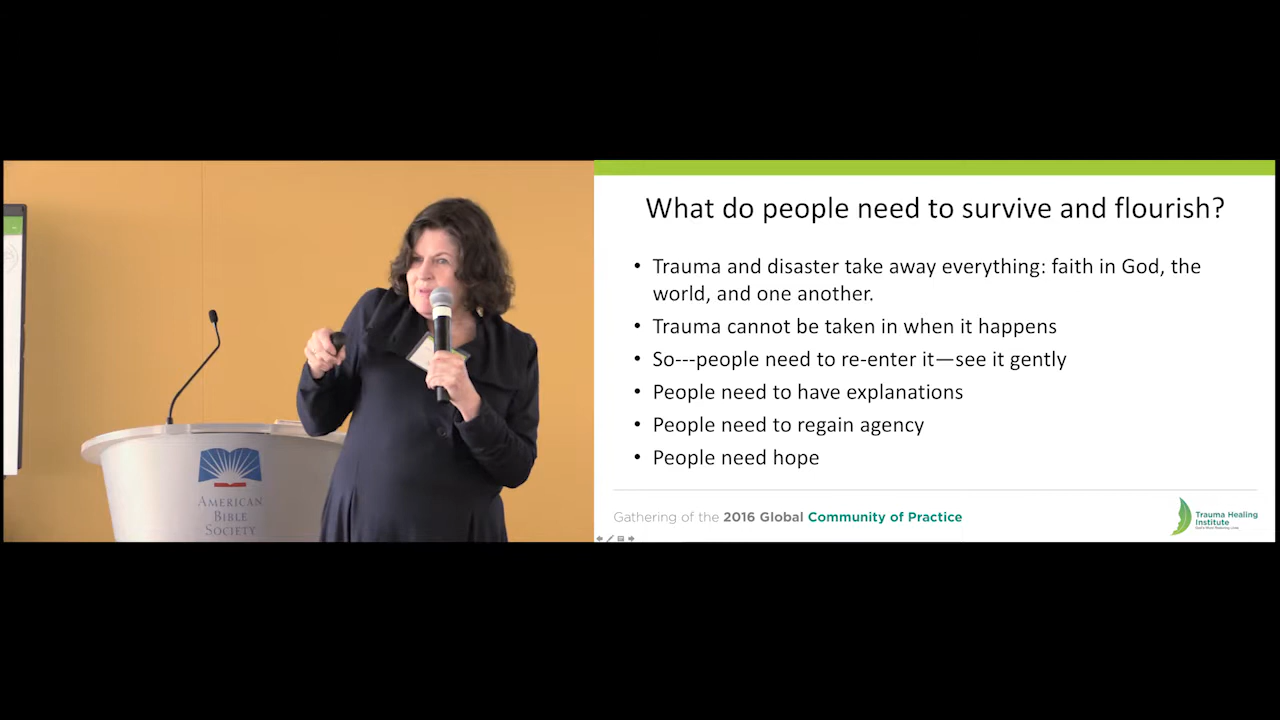 AMERICAN
BIBLE
SOCIETY
What do people need to survive and flourish?
• Trauma and disaster take away everything: faith in God, the
world, and one another.
• Trauma cannot be taken in when it happens
• So---people need to re-enter it—see it gently
• People need to have explanations
• People need to regain agency
• People need hope
Gathering of the 2016 Global Community of Practice
Trauma Healing
Institute